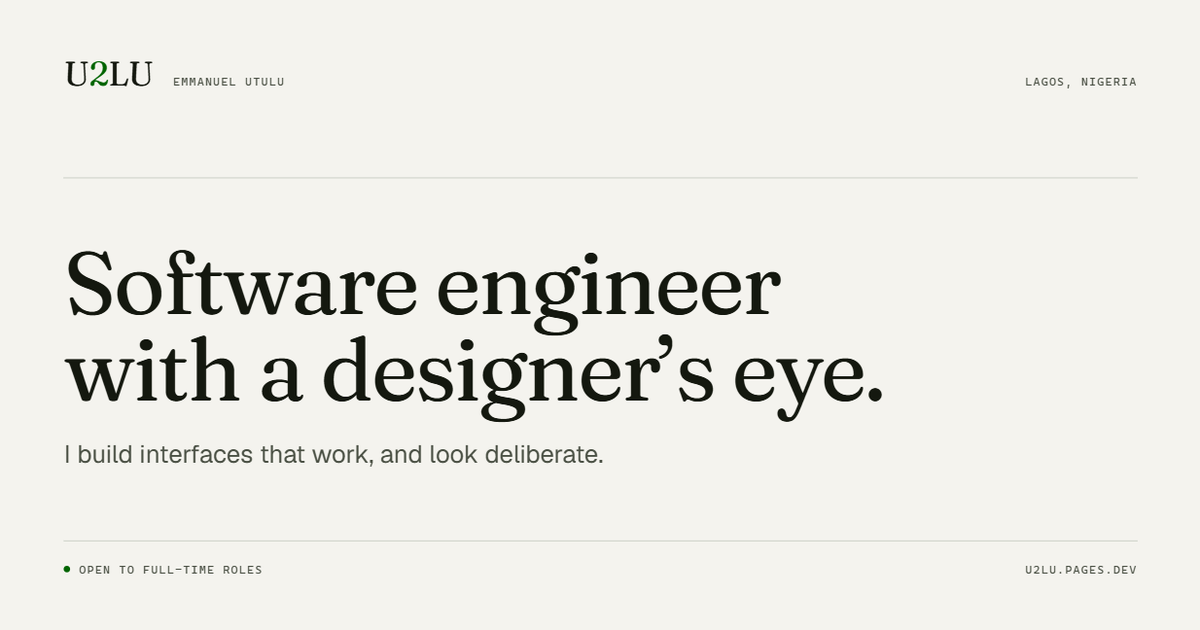 U2LU EMMANUEL UTULU LAGOS, NIGERIA
Software engineer
with a designer’s eye.
I build interfaces that work, and look deliberate.
OPEN TO FULL-TIME ROLES U2LU.PAGES.DEV